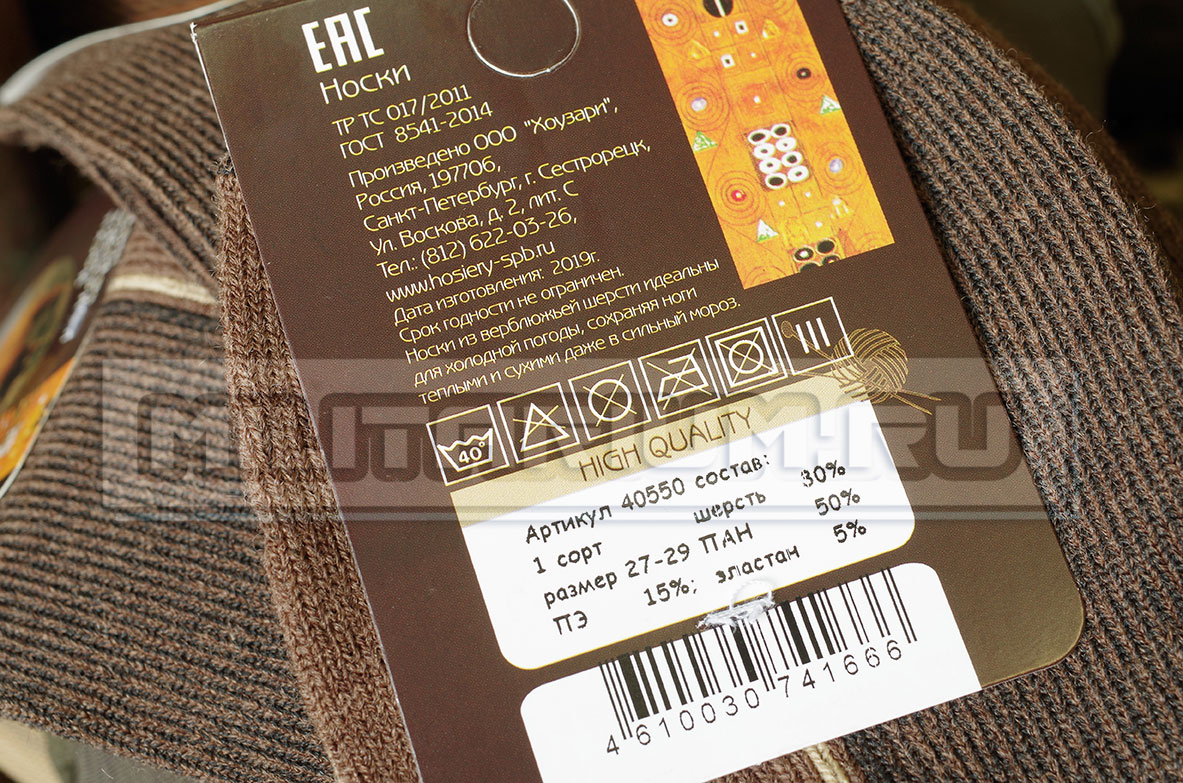 ЕАС
Носки
ТР ТС 017/2011
ГОСТ 8541-2014
Произведено ООО "Хоузари",
Россия, 197706,
Санкт-Петербург, г. Сестрорецк,
Ул. Воскова, д. 2, лит. С
Тел.: (812) 622-03-26,
www.hosiery-spb.ru
Дата изготовления: 2019г.
Срок годности не ограничен.
Носки из верблюжьей шерсти идеальны
для холодной погоды, сохраняя ноги
теплыми и сухими даже в сильный мороз.
40°
HIGH QUALITY
Артикул 40550 состав:
1 сорт шерсть 30%
размер 27-29 ПАН 50%
ПЭ 15%; эластан 5%
4 610030 741666